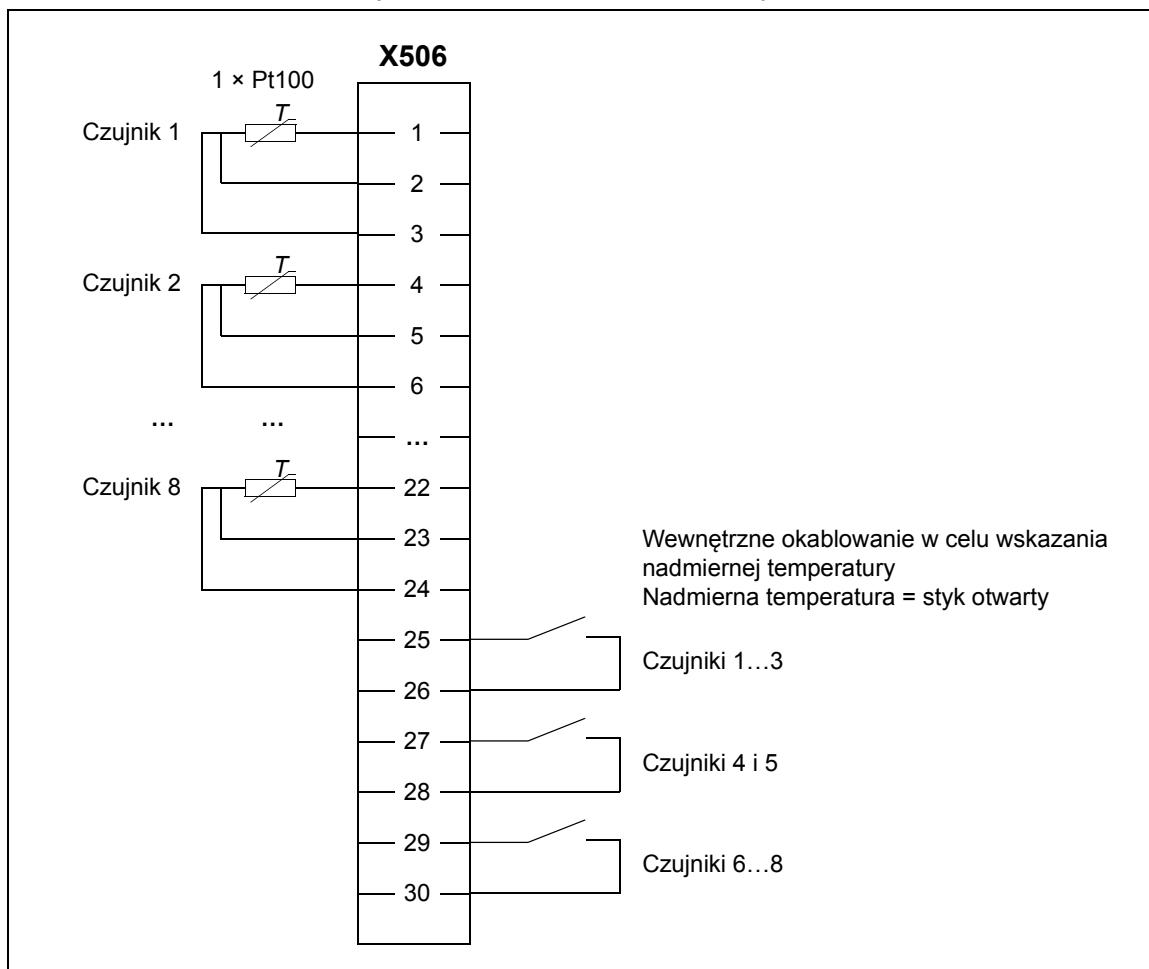 X506
1 × Pt100
Czujnik 1
T
1
2
3
Czujnik 2
T
4
5
6
... ...
...
Czujnik 8
T
22
23
24
Wewnętrzne okablowanie w celu wskazania
nadmiernej temperatury
Nadmierna temperatura = styk otwarty
25
Czujniki 1…3
26
27
Czujniki 4 i 5
28
29
Czujniki 6…8
30